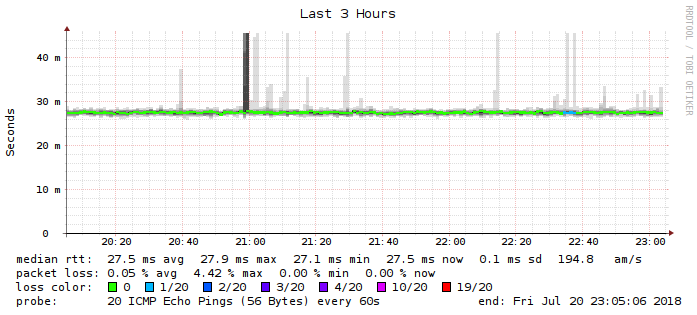 Last 3 Hours
RRDTOOL / TOBI OETIKER
Seconds
40 m
30 m
20 m
10 m
0
20:20 20:40 21:00 21:20 21:40 22:00 22:20 22:40 23:00
median rtt: 27.5 ms avg 27.9 ms max 27.1 ms min 27.5 ms now 0.1 ms sd 194.8 am/s
packet loss: 0.05 % avg 4.42 % max 0.00 % min 0.00 % now
loss color: 0 1/20 2/20 3/20 4/20 10/20 19/20
probe: 20 ICMP Echo Pings (56 Bytes) every 60s end: Fri Jul 20 23:05:06 2018